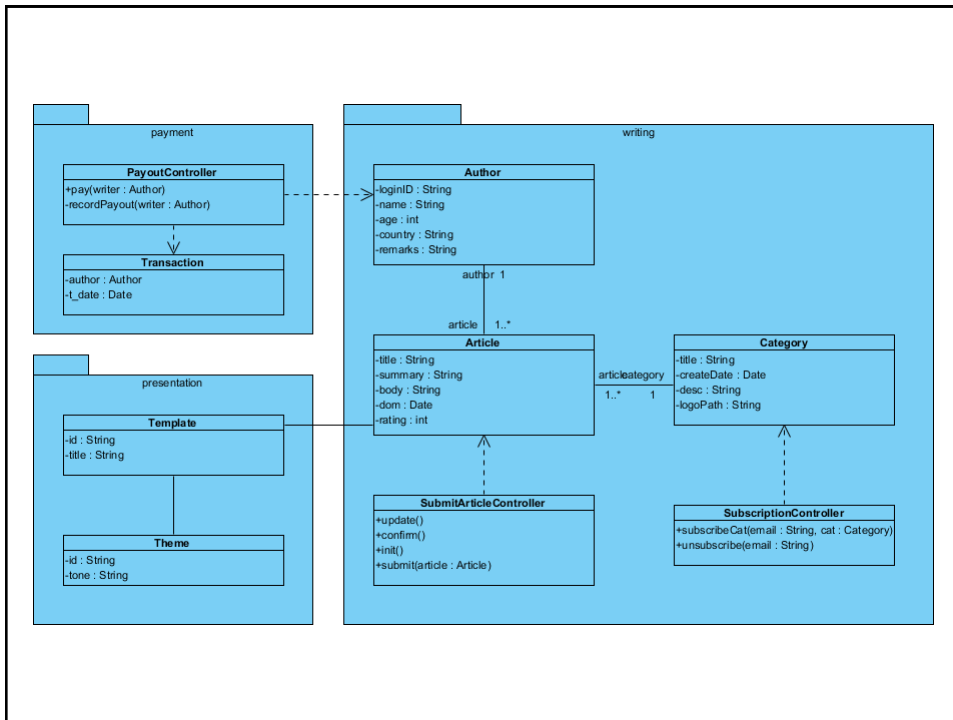 payment
PayoutController
+pay(writer : Author)
-recordPayout(writer : Author)
Transaction
-author : Author
-t_date : Date
presentation
Template
-id : String
-title : String
Theme
-id : String
-tone : String
writing
Author
-loginID : String
-name : String
-age : int
-country : String
-remarks : String
author 1
article 1..*
Article
-title : String
-summary : String
-body : String
-dom : Date
-rating : int
article category
1..* 1
Category
-title : String
-createDate : Date
-desc : String
-logoPath : String
SubmitArticleController
+update()
+confirm()
+init()
+submit(article : Article)
SubscriptionController
+subscribeCat(email : String, cat : Category)
+unsubscribe(email : String)